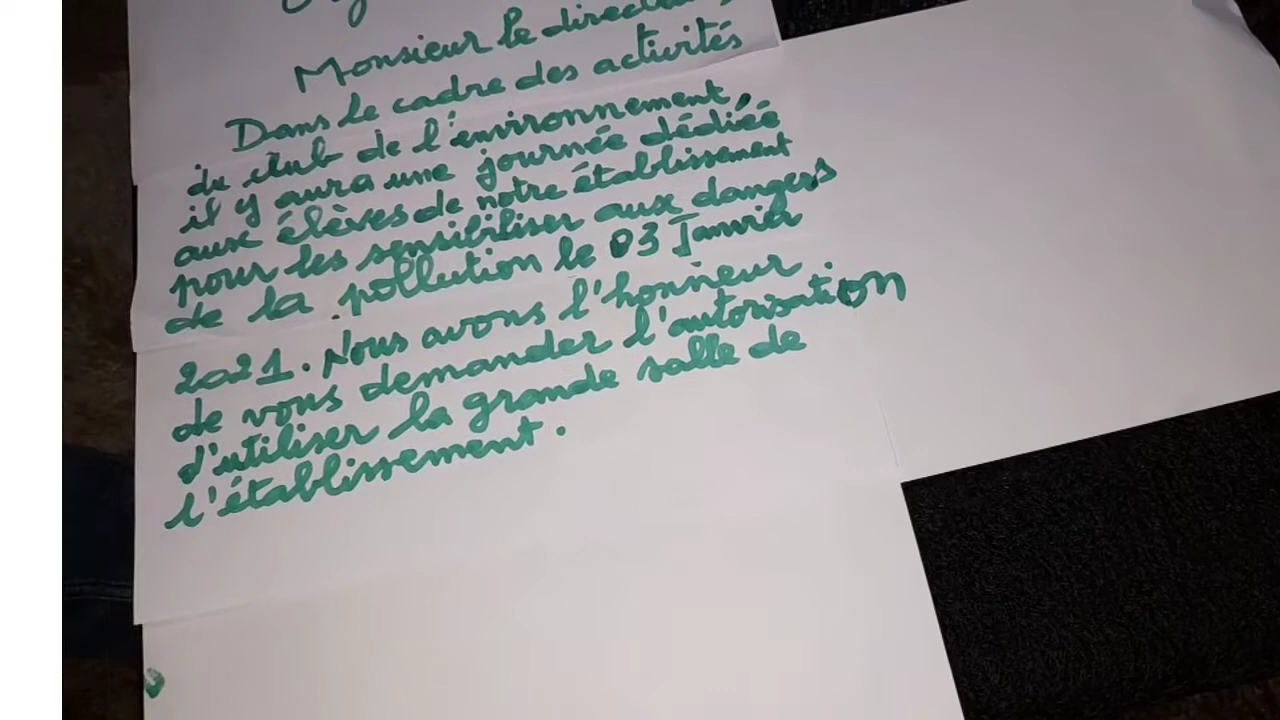 Monsieur le directeur,
Dans le cadre des activités
du club de l'environnement,
il y aura une journée dédiée
aux élèves de notre établissement
pour les sensibiliser aux dangers
de la pollution le 03 Janvier
2021. Nous avons l'honneur
de vous demander l'autorisation
d'utiliser la grande salle de
l'établissement.